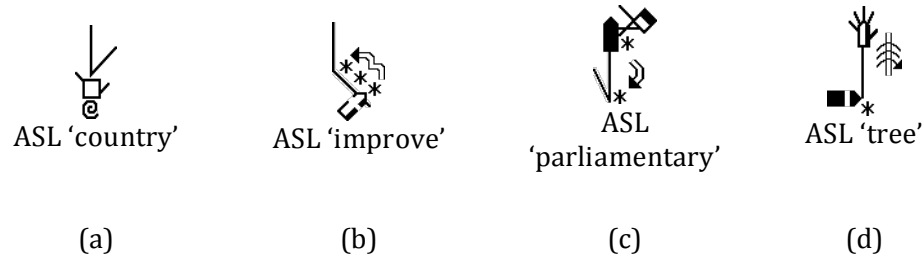 ASL ‘country’
ASL ‘improve’
ASL
‘parliamentary’
ASL ‘tree’
(a)
(b)
(c)
(d)